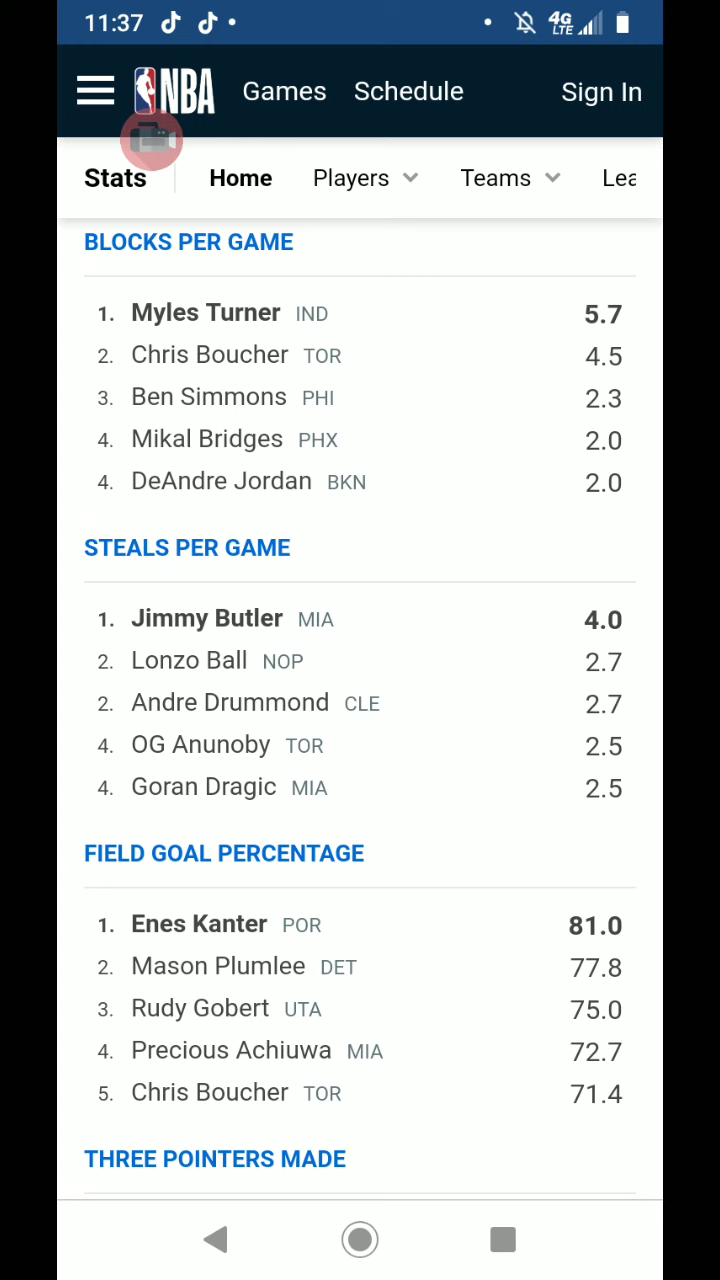 11:37
4G
LTE
NBA Games Schedule Sign In
Stats Home Players Teams Lea
BLOCKS PER GAME
1. Myles Turner IND 5.7
2. Chris Boucher TOR 4.5
3. Ben Simmons PHI 2.3
4. Mikal Bridges PHX 2.0
4. DeAndre Jordan BKN 2.0
STEALS PER GAME
1. Jimmy Butler MIA 4.0
2. Lonzo Ball NOP 2.7
2. Andre Drummond CLE 2.7
4. OG Anunoby TOR 2.5
4. Goran Dragic MIA 2.5
FIELD GOAL PERCENTAGE
1. Enes Kanter POR 81.0
2. Mason Plumlee DET 77.8
3. Rudy Gobert UTA 75.0
4. Precious Achiuwa MIA 72.7
5. Chris Boucher TOR 71.4
THREE POINTERS MADE